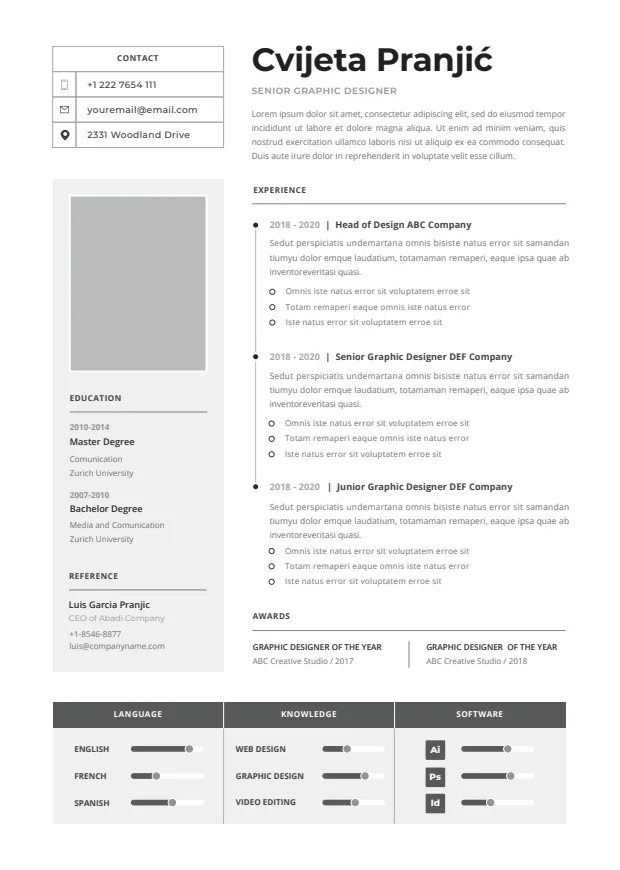 CONTACT
+1 222 7654 111
youremail@email.com
2331 Woodland Drive
Cvijeta Pranjić
SENIOR GRAPHIC DESIGNER
Lorem ipsum dolor sit amet, consectetur adipiscing elit, sed do eiusmod tempor
incididunt ut labore et dolore magna aliqua. Ut enim ad minim veniam, quis
nostrud exercitation ullamco laboris nisi ut aliquip ex ea commodo consequat.
Duis aute irure dolor in reprehenderit in voluptate velit esse cillum.
EDUCATION
2010-2014
Master Degree
Comunication
Zurich University
2007-2010
Bachelor Degree
Media and Comunication
Zurich University
REFERENCE
Luis Garcia Pranjic
CEO of Abadi Company
+1-8546-8877
luis@companyname.com
EXPERIENCE
2018 - 2020 | Head of Design ABC Company
Sedut perspiciatis undemartana omnis bisiste natus error sit samandan
tiumyu dolor emque laudatium, totamaman remaperi, eaque ipsa quae ab
inventoreveritasi quasi.
Omnis iste natus error sit voluptatem erroe sit
Totam remaperi eaque omnis iste natus error
Iste natus error sit voluptatem erroe sit
2018 - 2020 | Senior Graphic Designer DEF Company
Sedut perspiciatis undemartana omnis bisiste natus error sit samandan
tiumyu dolor emque laudatium, totamaman remaperi, eaque ipsa quae ab
inventoreveritasi quasi.
Omnis iste natus error sit voluptatem erroe sit
Totam remaperi eaque omnis iste natus error
Iste natus error sit voluptatem erroe sit
2018 - 2020 | Junior Graphic Designer DEF Company
Sedut perspiciatis undemartana omnis bisiste natus error sit samandan
tiumyu dolor emque laudatium, totamaman remaperi, eaque ipsa quae ab
inventoreveritasi quasi.
Omnis iste natus error sit voluptatem erroe sit
Totam remaperi eaque omnis iste natus error
Iste natus error sit voluptatem erroe sit
AWARDS
GRAPHIC DESIGNER OF THE YEAR
ABC Creative Studio / 2017
GRAPHIC DESIGNER OF THE YEAR
ABC Creative Studio / 2018
LANGUAGE
ENGLISH
FRENCH
SPANISH
KNOWLEDGE
WEB DESIGN
GRAPHIC DESIGN
VIDEO EDITING
SOFTWARE
Ai
Ps
Id